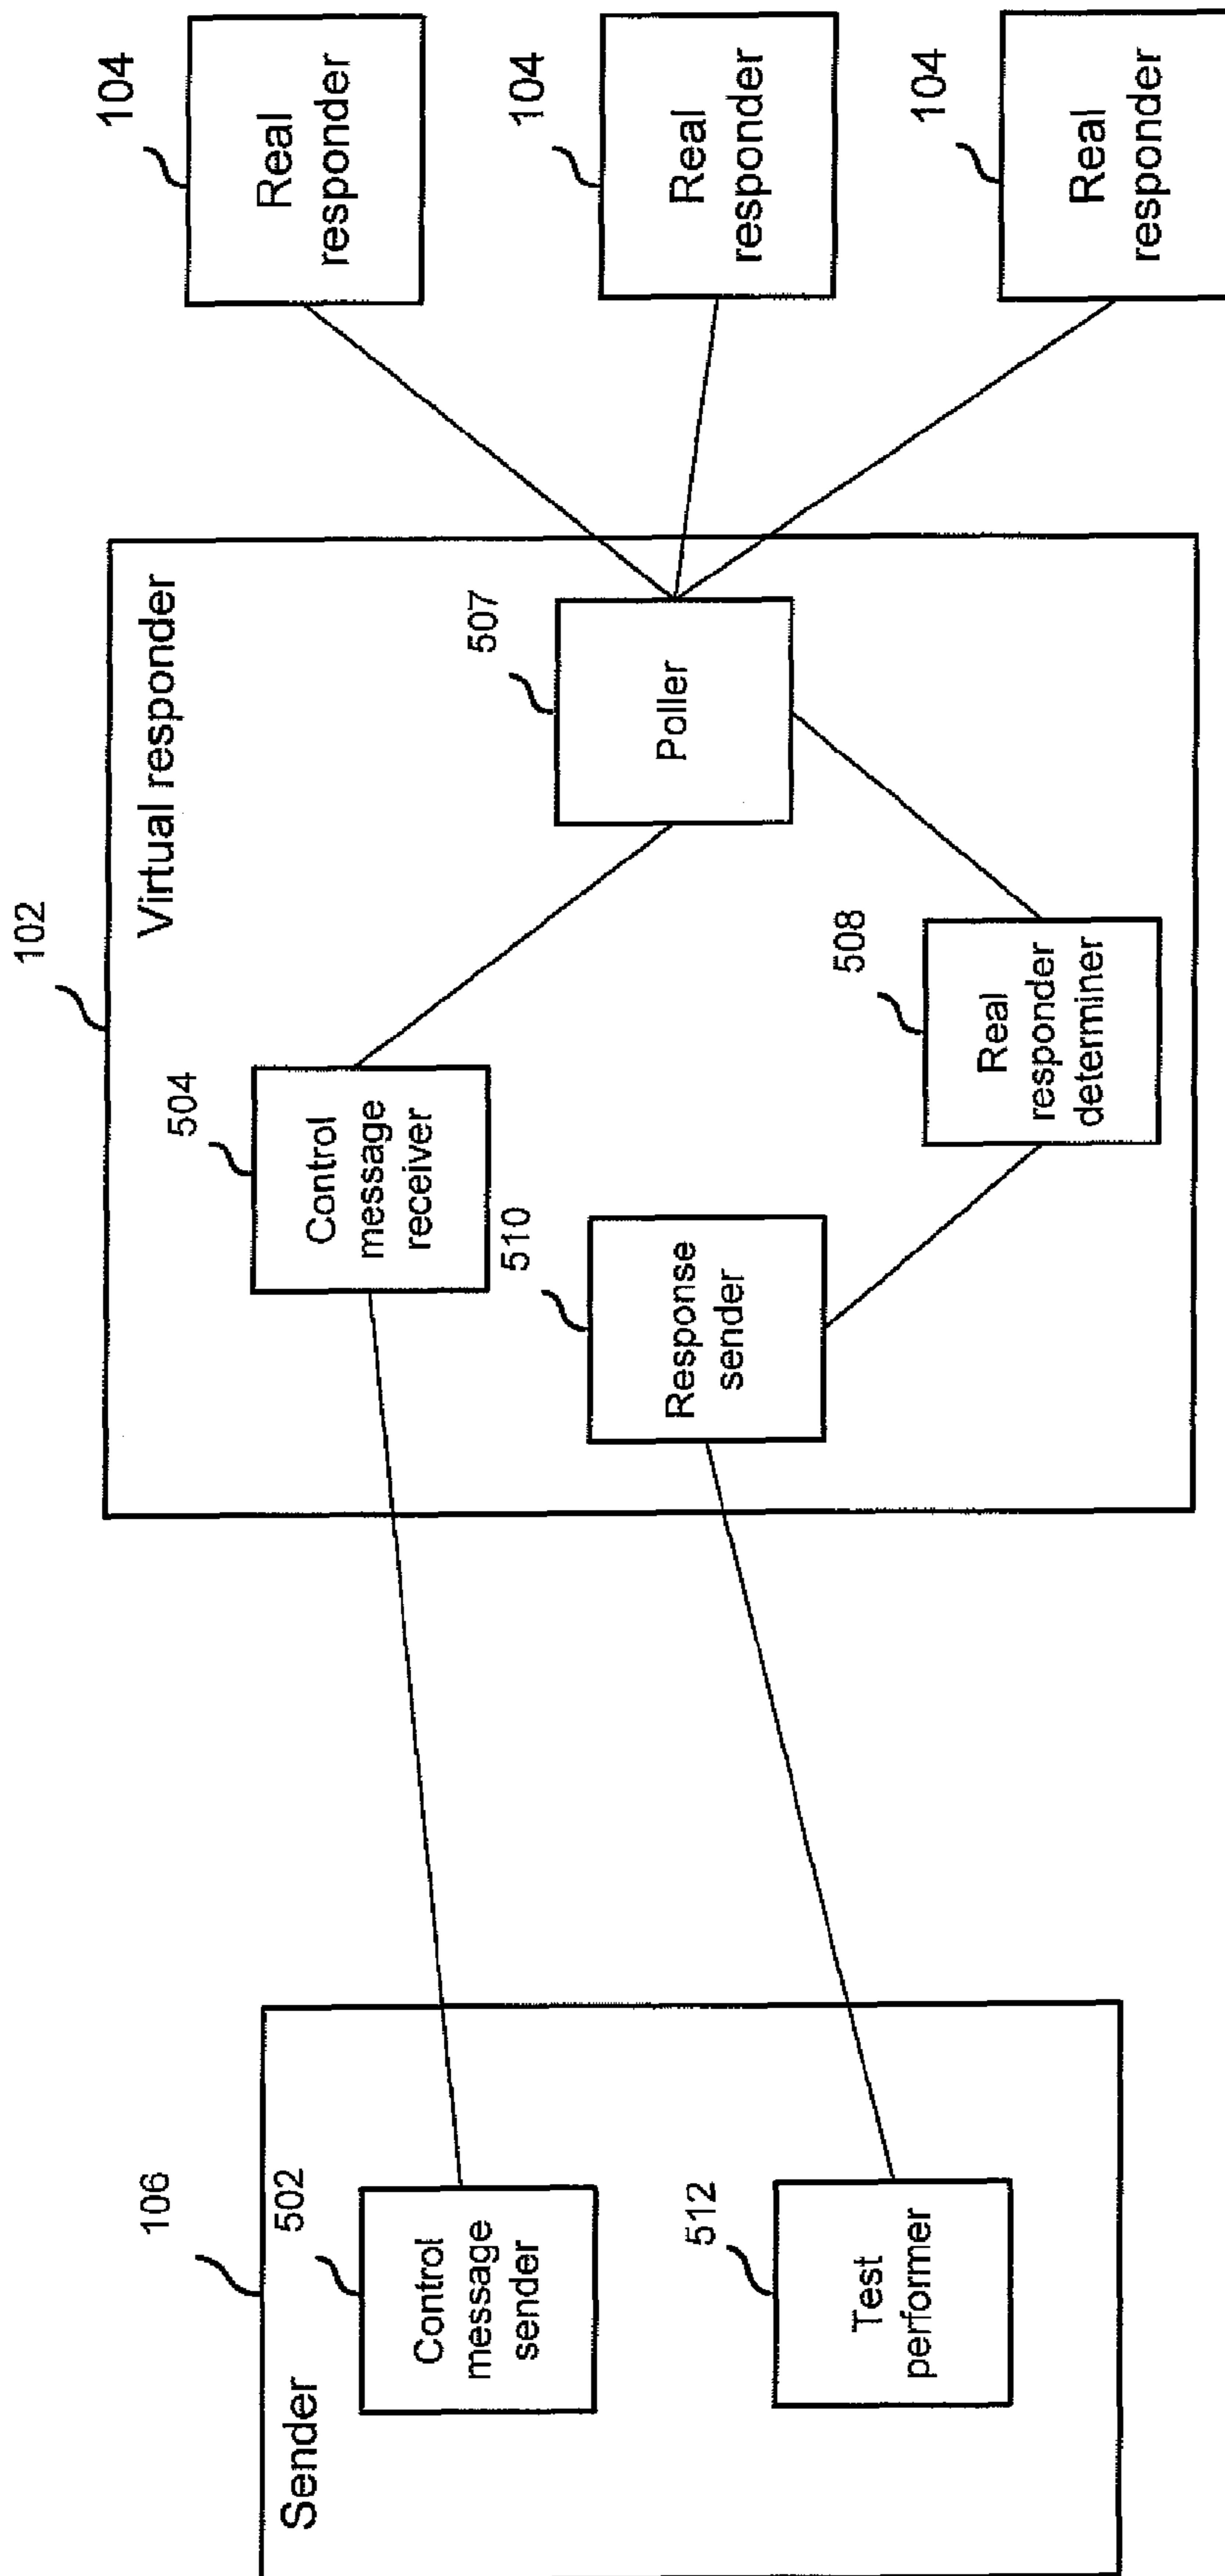 106
Sender
502
Control
message
sender
512
Test
performer
102
Virtual responder
504
Control
message
receiver
510
Response
sender
507
Poller
508
Real
responder
determiner
104
Real
responder
104
Real
responder
104
Real
responder